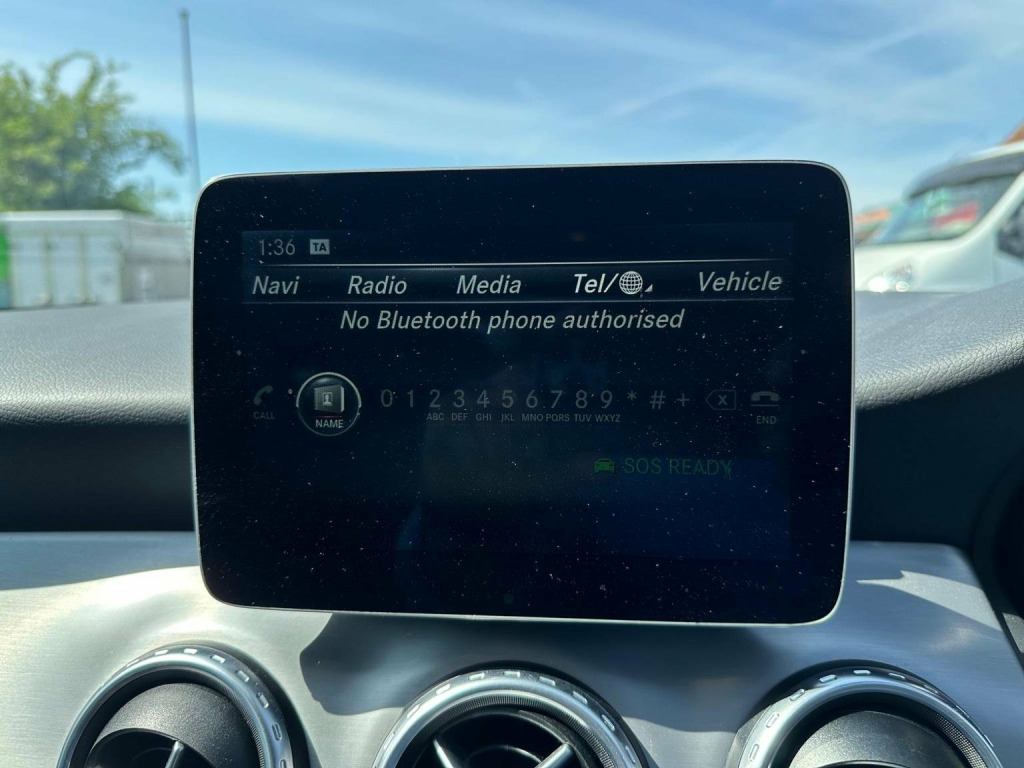 1:36 TA
Navi Radio Media Tel/ Vehicle
No Bluetooth phone authorised
0 1 2 3 4 5 6 7 8 9 * # + X
CALL NAME ABC DEF GHI JKL MNO PQRS TUV WXYZ END
SOS READY